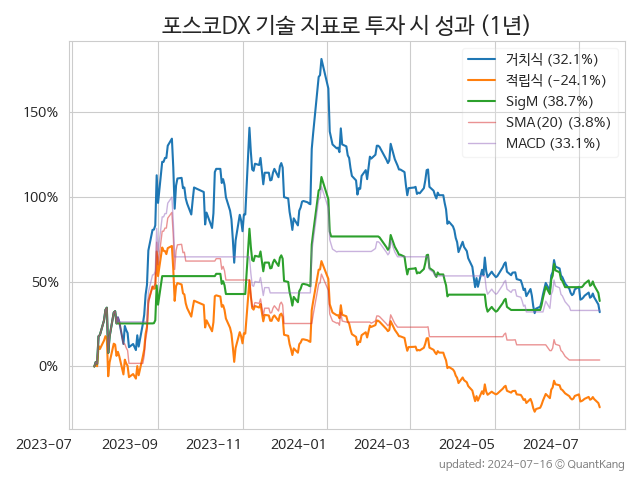 포스코DX 기술 지표로 투자 시 성과 (1년)
거치식 (32.1%)
적립식 (-24.1%)
SigM (38.7%)
SMA(20) (3.8%)
MACD (33.1%)
150%
100%
50%
0%
2023-07 2023-09 2023-11 2024-01 2024-03 2024-05 2024-07
updated: 2024-07-16 © QuantKang